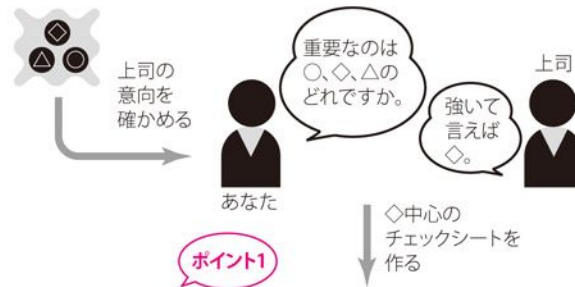 上司の
意向を
確かめる
重要なのは
○、◇、△の
どれですか。
あなた
上司
強いて
言えば
◇。
◇中心の
チェックシートを
作る
ポイント1